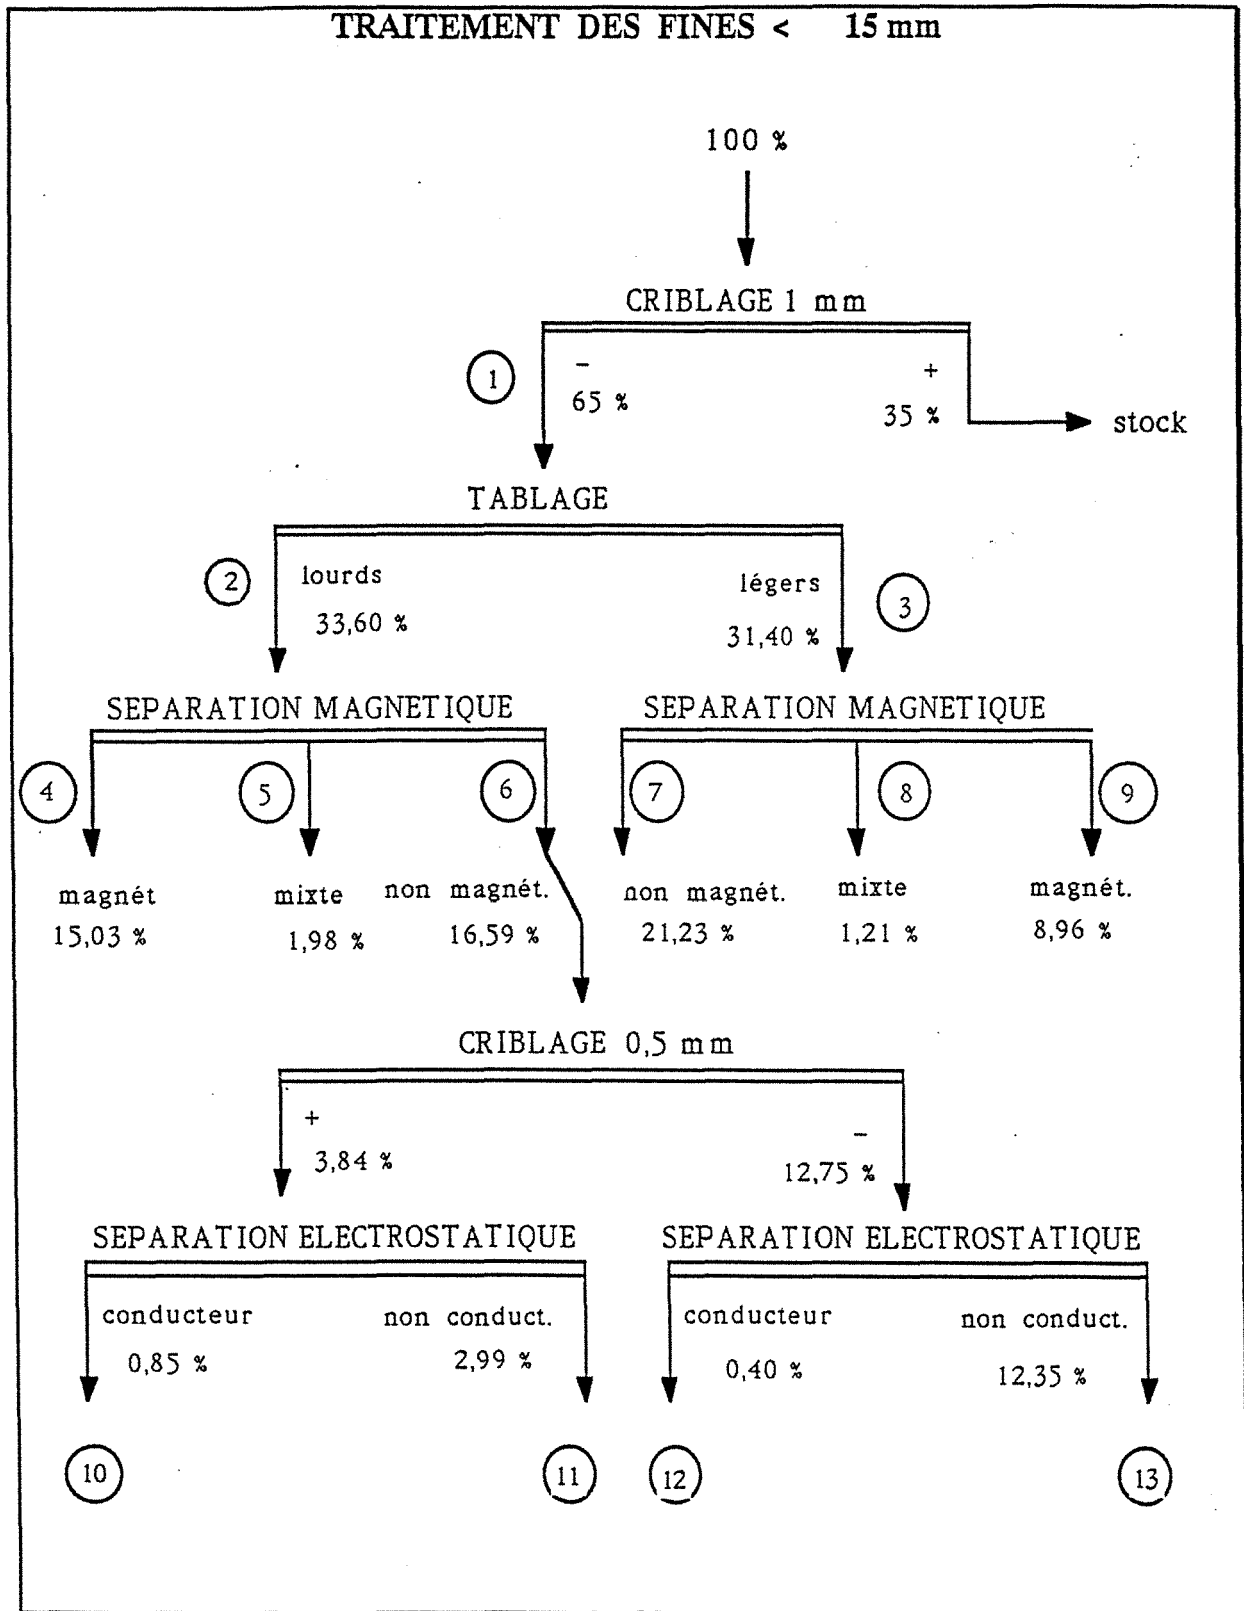 TRAITEMENT DES FINES < 15 mm
100 %
CRIBLAGE 1 mm
1
–
65 %
+
35 %
stock
TABLAGE
2
lourds
33,60 %
légers
31,40 %
3
SEPARATION MAGNETIQUE
SEPARATION MAGNETIQUE
4
5
6
7
8
9
magnét
15,03 %
mixte
1,98 %
non magnét.
16,59 %
non magnét.
21,23 %
mixte
1,21 %
magnét.
8,96 %
CRIBLAGE 0,5 mm
+
3,84 %
–
12,75 %
SEPARATION ELECTROSTATIQUE
SEPARATION ELECTROSTATIQUE
conducteur
0,85 %
non conduct.
2,99 %
conducteur
0,40 %
non conduct.
12,35 %
10
11
12
13